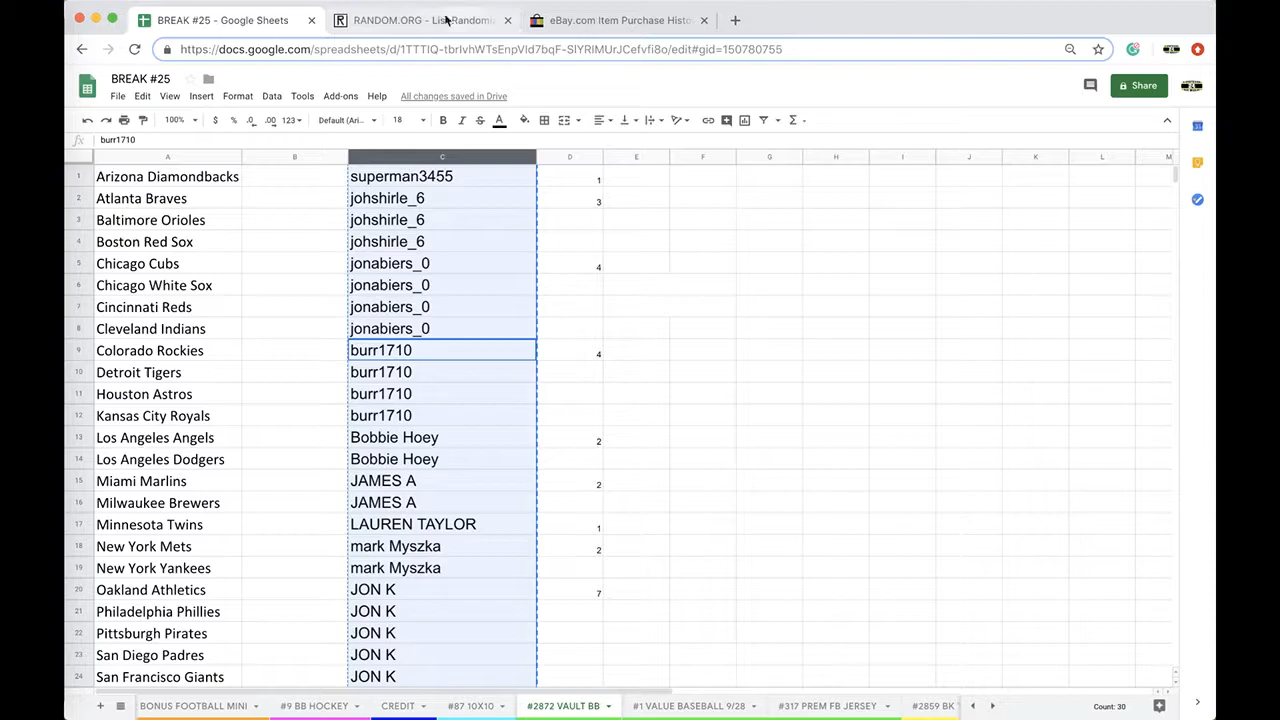 BREAK #25 - Google Sheets
RANDOM.ORG - List Randomi
eBay.com Item Purchase Histo
https://docs.google.com/spreadsheets/d/
/edit#gid=150780755
BREAK #25
File Edit View Insert Format Data Tools Add-ons Help All changes saved in Drive
Share
100% $ % .0 .00 123 Default (Ari... 18 B I S A
fx burr1710
A B C D E F G H I J K L M
1 Arizona Diamondbacks superman3455 1
2 Atlanta Braves johshirle_6 3
3 Baltimore Orioles johshirle_6
4 Boston Red Sox johshirle_6
5 Chicago Cubs jonabiers_0 4
6 Chicago White Sox jonabiers_0
7 Cincinnati Reds jonabiers_0
8 Cleveland Indians jonabiers_0
9 Colorado Rockies burr1710 4
10 Detroit Tigers burr1710
11 Houston Astros burr1710
12 Kansas City Royals burr1710
13 Los Angeles Angels Bobbie Hoey 2
14 Los Angeles Dodgers Bobbie Hoey
15 Miami Marlins JAMES A 2
16 Milwaukee Brewers JAMES A
17 Minnesota Twins LAUREN TAYLOR 1
18 New York Mets mark Myszka 2
19 New York Yankees mark Myszka
20 Oakland Athletics JON K 7
21 Philadelphia Phillies JON K
22 Pittsburgh Pirates JON K
23 San Diego Padres JON K
24 San Francisco Giants JON K
BONUS FOOTBALL MINI #9 BB HOCKEY CREDIT #87 10X10 #2872 VAULT BB #1 VALUE BASEBALL 9/28 #317 PREM FB JERSEY #2859 BK Count: 30